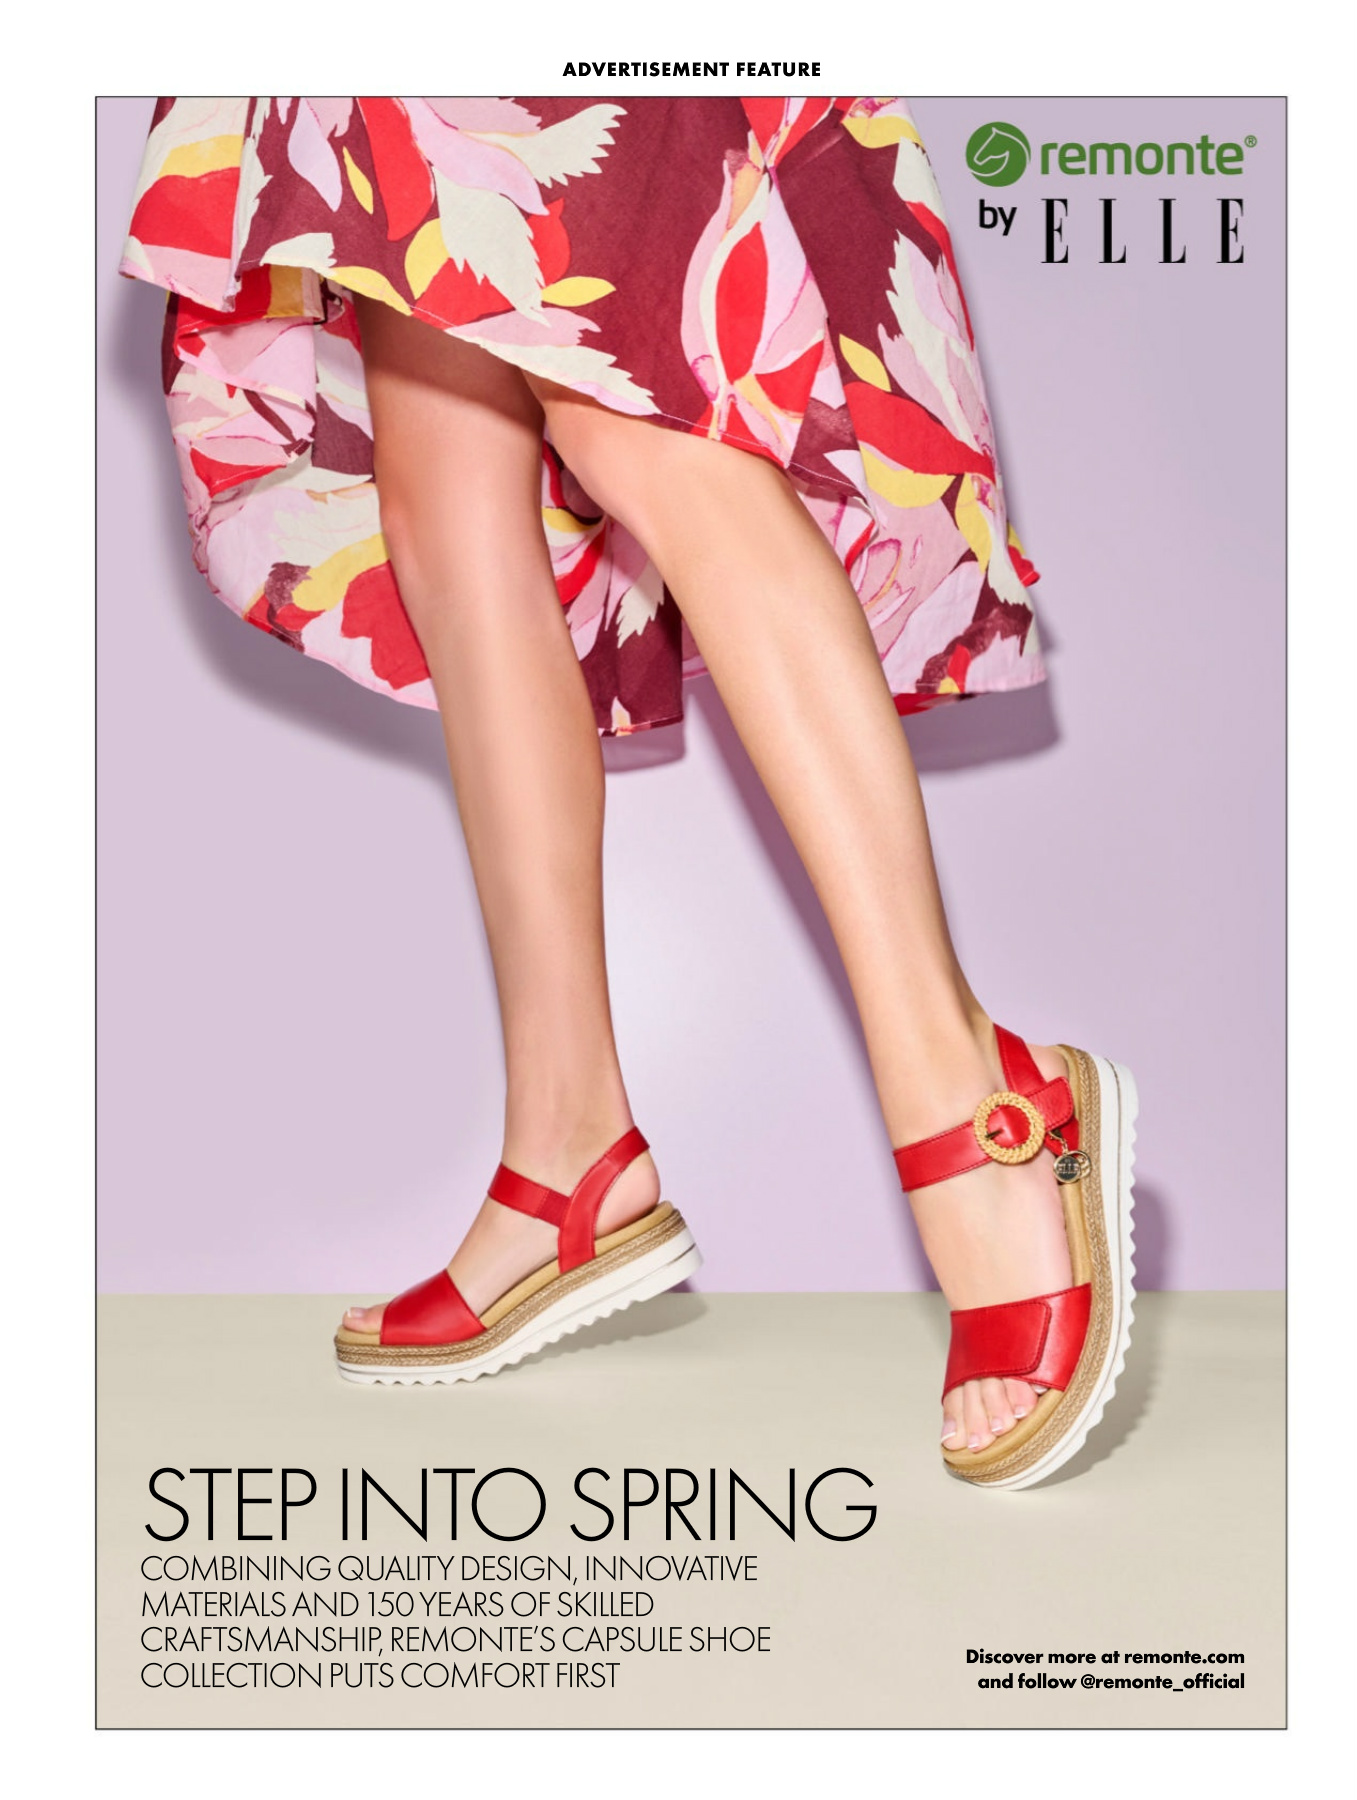 ADVERTISEMENT FEATURE
remonte®
by ELLE
ELLE
STEP INTO SPRING
COMBINING QUALITY DESIGN, INNOVATIVE
MATERIALS AND 150 YEARS OF SKILLED
CRAFTSMANSHIP, REMONTE'S CAPSULE SHOE
COLLECTION PUTS COMFORT FIRST
Discover more at remonte.com
and follow @remonte_official